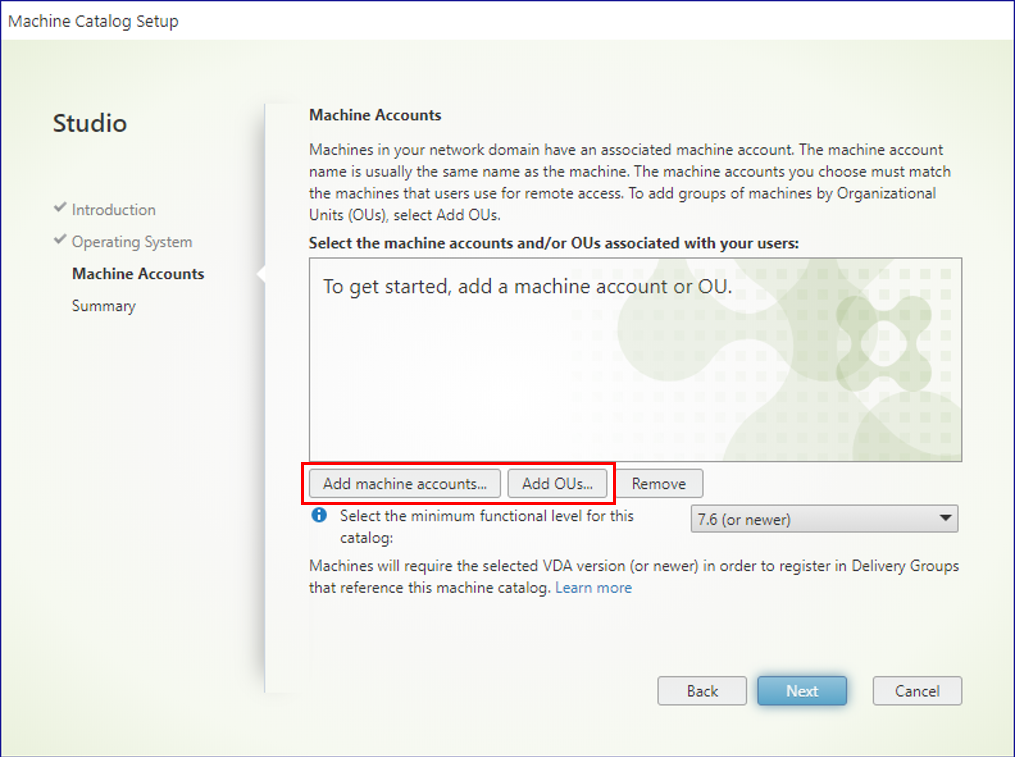 Machine Catalog Setup
Studio
Introduction
Operating System
Machine Accounts
Summary
Machine Accounts
Machines in your network domain have an associated machine account. The machine account
name is usually the same name as the machine. The machine accounts you choose must match
the machines that users use for remote access. To add groups of machines by Organizational
Units (OUs), select Add OUs.
Select the machine accounts and/or OUs associated with your users:
To get started, add a machine account or OU.
Add machine accounts... Add OUs... Remove
Select the minimum functional level for this
catalog:
7.6 (or newer)
Machines will require the selected VDA version (or newer) in order to register in Delivery Groups
that reference this machine catalog. Learn more
Back Next Cancel